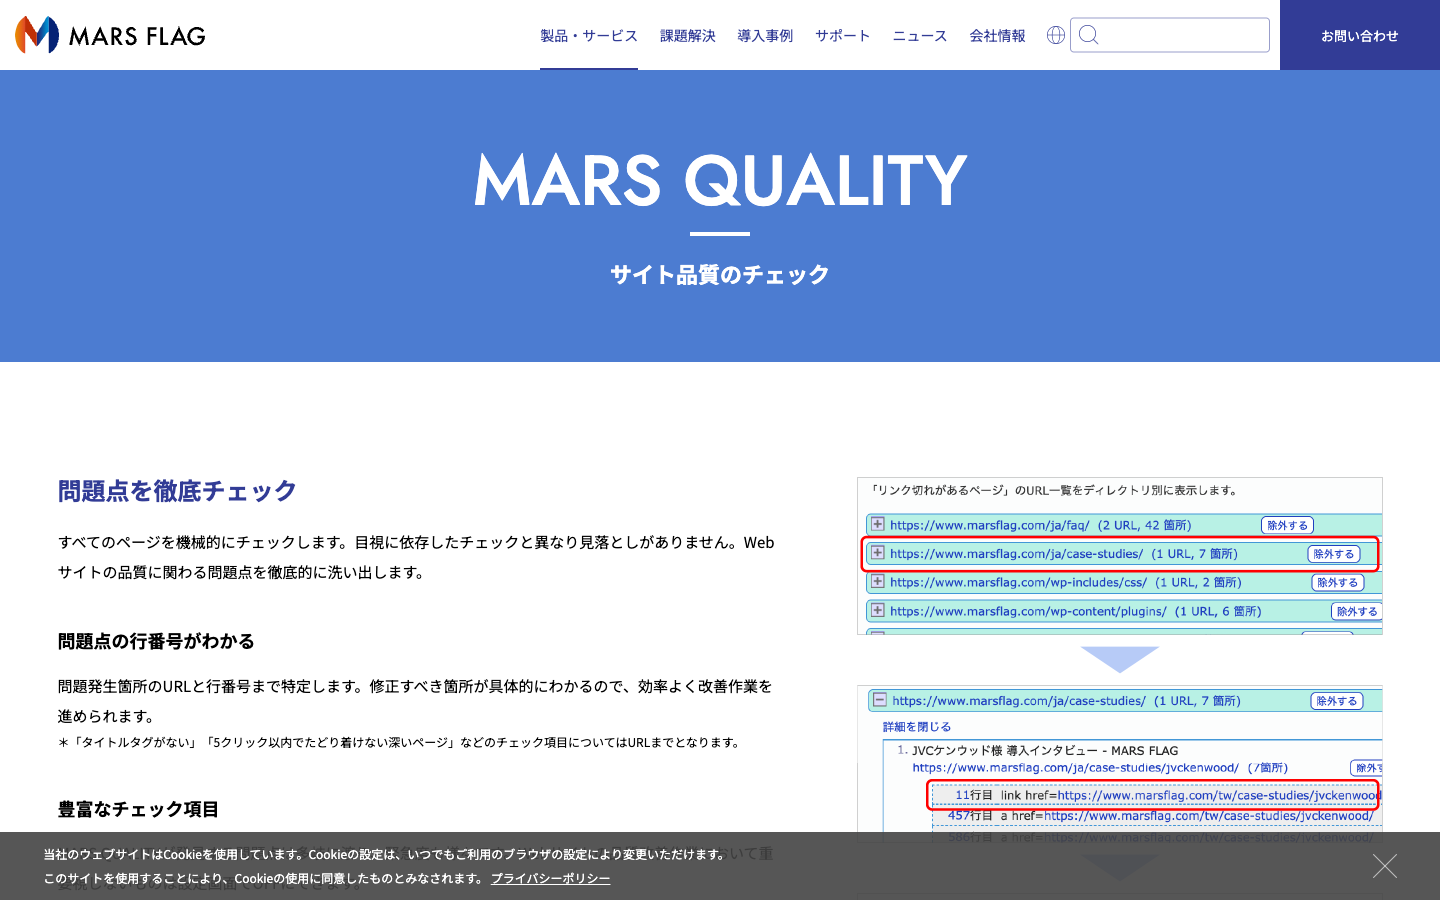 MARS FLAG
製品・サービス 課題解決 導入事例 サポート ニュース 会社情報
お問い合わせ
MARS QUALITY
サイト品質のチェック
問題点を徹底チェック
すべてのページを機械的にチェックします。目視に依存したチェックと異なり見落としがありません。Web
サイトの品質に関わる問題点を徹底的に洗い出します。
問題点の行番号がわかる
問題発生箇所のURLと行番号まで特定します。修正すべき箇所が具体的にわかるので、効率よく改善作業を
進められます。
＊「タイトルタグがない」「5クリック以内でたどり着けない深いページ」などのチェック項目についてはURLまでとなります。
豊富なチェック項目
「リンク切れがあるページ」のURL一覧をディレクトリ別に表示します。
https://www.marsflag.com/ja/faq/ (2 URL, 42 箇所) 除外する
https://www.marsflag.com/ja/case-studies/ (1 URL, 7 箇所) 除外する
https://www.marsflag.com/wp-includes/css/ (1 URL, 2 箇所) 除外する
https://www.marsflag.com/wp-content/plugins/ (1 URL, 6 箇所) 除外する
https://www.marsflag.com/ja/case-studies/ (1 URL, 7 箇所) 除外する
詳細を閉じる
1. JVCケンウッド様 導入インタビュー - MARS FLAG
https://www.marsflag.com/ja/case-studies/jvckenwood/ (7箇所) 除外す
11行目 link href=https://www.marsflag.com/tw/case-studies/jvckenwood
457行目 a href=https://www.marsflag.com/tw/case-studies/jvckenwood/
586行目 a href=https://www.marsflag.com/tw/case-studies/jvckenwood/
当社のウェブサイトはCookieを使用しています。Cookieの設定は、いつでもご利用のブラウザの設定により変更いただけます。
このサイトを使用することにより、Cookieの使用に同意したものとみなされます。 プライバシーポリシー